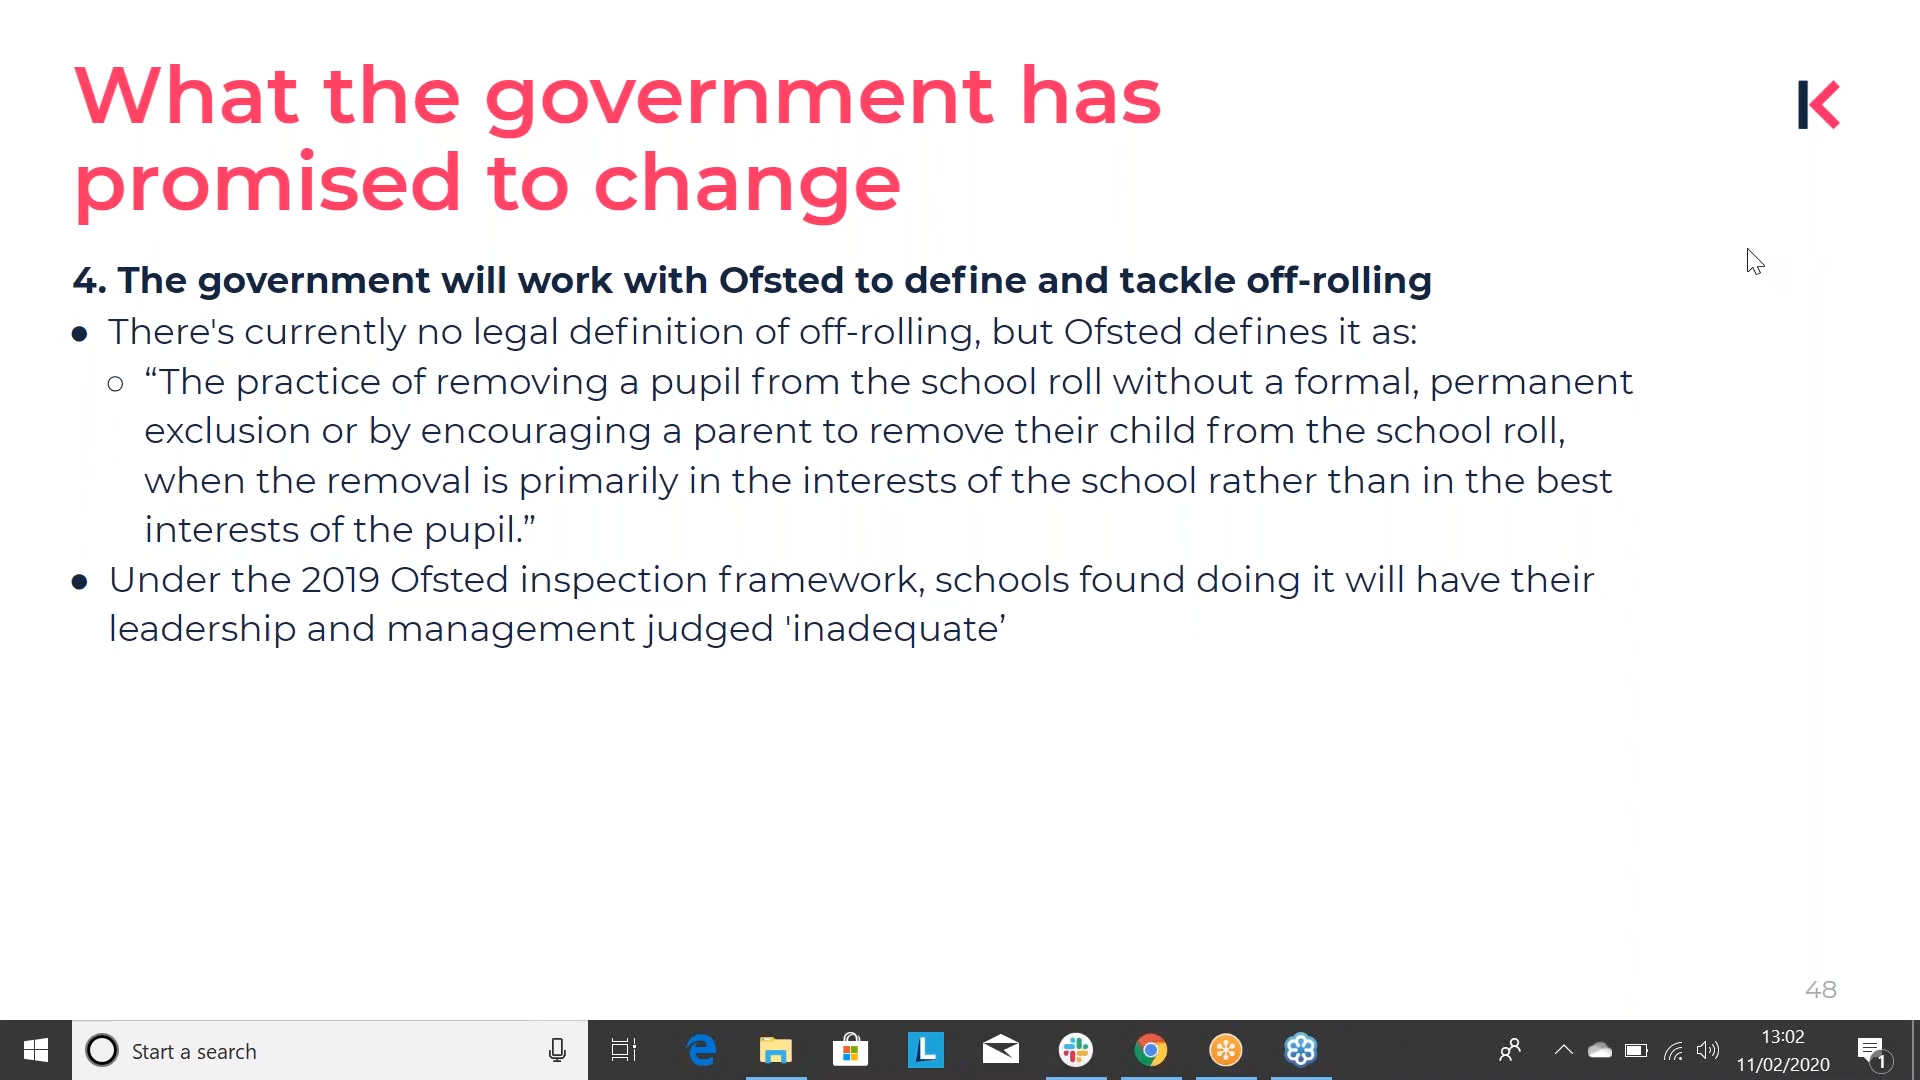 What the government has
promised to change
4. The government will work with Ofsted to define and tackle off-rolling
● There's currently no legal definition of off-rolling, but Ofsted defines it as:
○ “The practice of removing a pupil from the school roll without a formal, permanent
exclusion or by encouraging a parent to remove their child from the school roll,
when the removal is primarily in the interests of the school rather than in the best
interests of the pupil.”
● Under the 2019 Ofsted inspection framework, schools found doing it will have their
leadership and management judged 'inadequate’
48
Start a search
L
13:02
11/02/2020
1